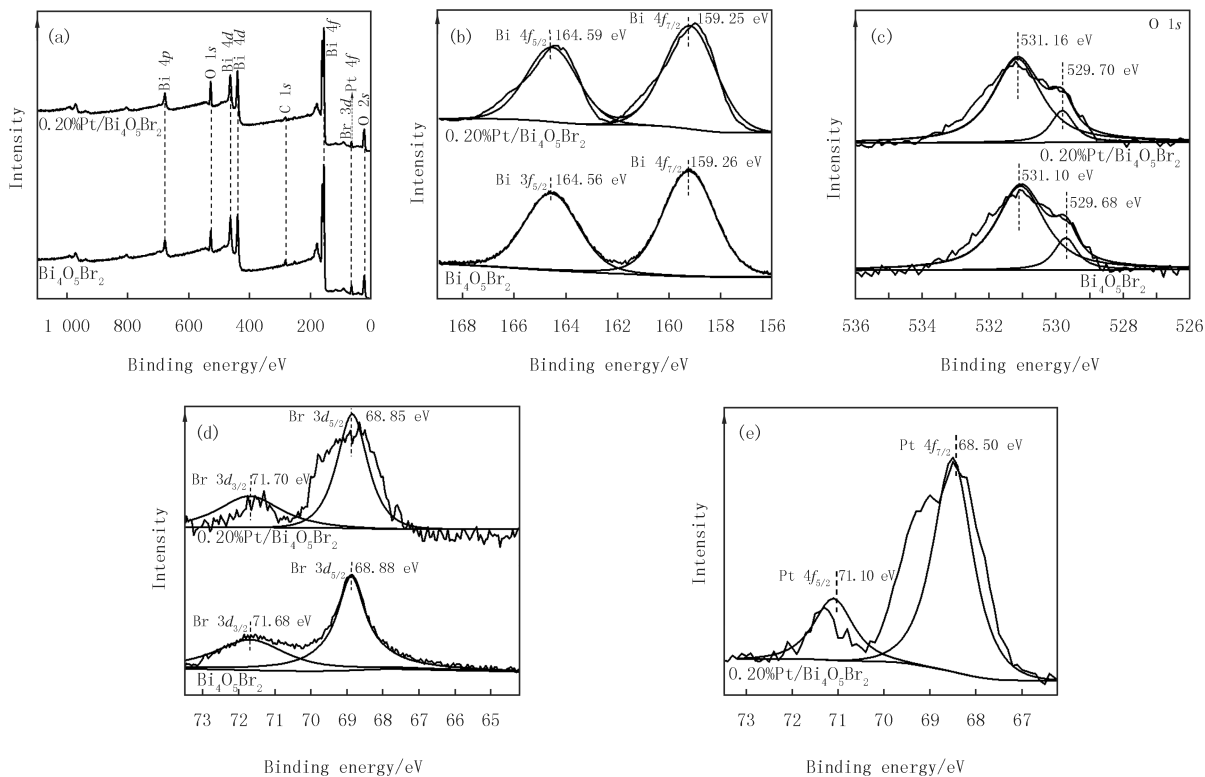 (a)
Bi 4p
O 1s
Bi 4d
Bi 4d
C 1s
Bi 4f
Br 3d
Pt 4f
O 2s
0.20%Pt/Bi₄O₅Br₂
Bi₄O₅Br₂
Intensity
1 000 800 600 400 200 0
Binding energy/eV
(b)
Bi 4f₇/₂ 159.25 eV
Bi 4f₅/₂ 164.59 eV
0.20%Pt/Bi₄O₅Br₂
Bi 4f₇/₂ 159.26 eV
Bi 3f₅/₂ 164.56 eV
Bi₄O₅Br₂
Intensity
168 166 164 162 160 158 156
Binding energy/eV
(c)
O 1s
531.16 eV
529.70 eV
0.20%Pt/Bi₄O₅Br₂
531.10 eV
529.68 eV
Bi₄O₅Br₂
Intensity
536 534 532 530 528 526
Binding energy/eV
(d)
Br 3d₅/₂ 68.85 eV
Br 3d₃/₂ 71.70 eV
0.20%Pt/Bi₄O₅Br₂
Br 3d₅/₂ 68.88 eV
Br 3d₃/₂ 71.68 eV
Bi₄O₅Br₂
Intensity
73 72 71 70 69 68 67 66 65
Binding energy/eV
(e)
Pt 4f₇/₂ 68.50 eV
Pt 4f₅/₂ 71.10 eV
0.20%Pt/Bi₄O₅Br₂
Intensity
73 72 71 70 69 68 67
Binding energy/eV